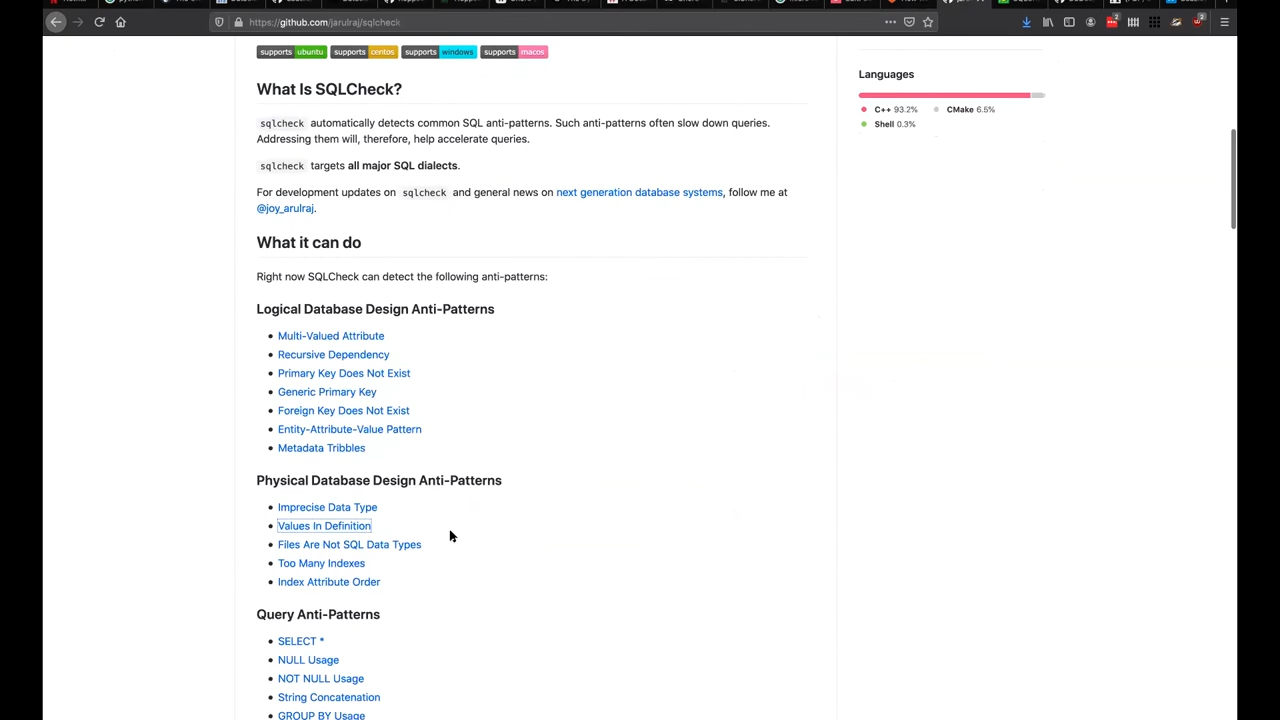 https://github.com/jarulraj/sqlcheck
supports ubuntu supports centos supports windows supports macos
What Is SQLCheck?
sqlcheck automatically detects common SQL anti-patterns. Such anti-patterns often slow down queries.
Addressing them will, therefore, help accelerate queries.
sqlcheck targets all major SQL dialects.
For development updates on sqlcheck and general news on next generation database systems, follow me at
@joy_arulraj.
What it can do
Right now SQLCheck can detect the following anti-patterns:
Logical Database Design Anti-Patterns
Multi-Valued Attribute
Recursive Dependency
Primary Key Does Not Exist
Generic Primary Key
Foreign Key Does Not Exist
Entity-Attribute-Value Pattern
Metadata Tribbles
Physical Database Design Anti-Patterns
Imprecise Data Type
Values In Definition
Files Are Not SQL Data Types
Too Many Indexes
Index Attribute Order
Query Anti-Patterns
SELECT *
NULL Usage
NOT NULL Usage
String Concatenation
GROUP BY Usage
Languages
C++ 93.2% CMake 6.5%
Shell 0.3%